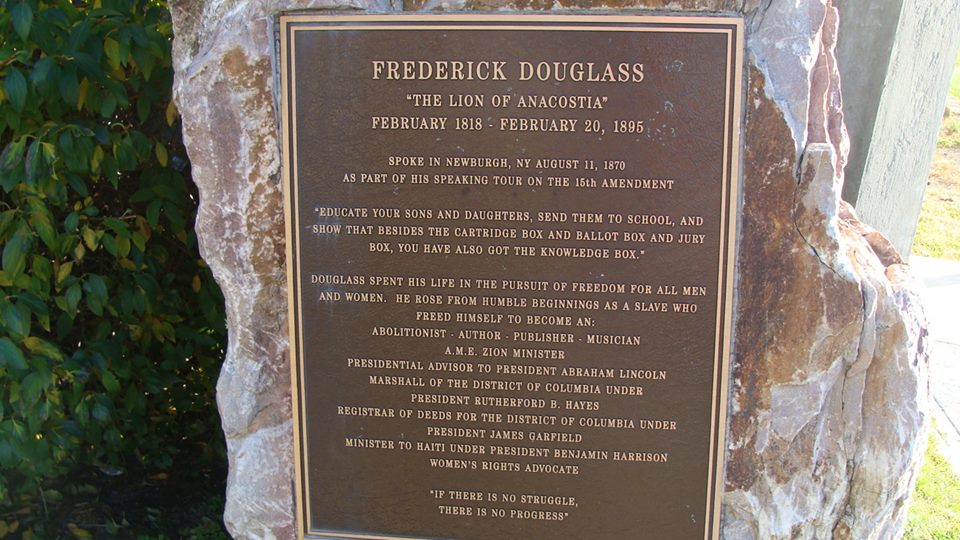 FREDERICK DOUGLASS
“THE LION OF ANACOSTIA”
FEBRUARY 1818 - FEBRUARY 20, 1895
SPOKE IN NEWBURGH, NY AUGUST 11, 1870
AS PART OF HIS SPEAKING TOUR ON THE 15th AMENDMENT
"EDUCATE YOUR SONS AND DAUGHTERS, SEND THEM TO SCHOOL, AND
SHOW THAT BESIDES THE CARTRIDGE BOX AND BALLOT BOX AND JURY
BOX, YOU HAVE ALSO GOT THE KNOWLEDGE BOX."
DOUGLASS SPENT HIS LIFE IN THE PURSUIT OF FREEDOM FOR ALL MEN
AND WOMEN. HE ROSE FROM HUMBLE BEGINNINGS AS A SLAVE WHO
FREED HIMSELF TO BECOME AN:
ABOLITIONIST - AUTHOR - PUBLISHER - MUSICIAN
A.M.E. ZION MINISTER
PRESIDENTIAL ADVISOR TO PRESIDENT ABRAHAM LINCOLN
MARSHALL OF THE DISTRICT OF COLUMBIA UNDER
PRESIDENT RUTHERFORD B. HAYES
REGISTRAR OF DEEDS FOR THE DISTRICT OF COLUMBIA UNDER
PRESIDENT JAMES GARFIELD
MINISTER TO HAITI UNDER PRESIDENT BENJAMIN HARRISON
WOMEN'S RIGHTS ADVOCATE
"IF THERE IS NO STRUGGLE,
THERE IS NO PROGRESS"